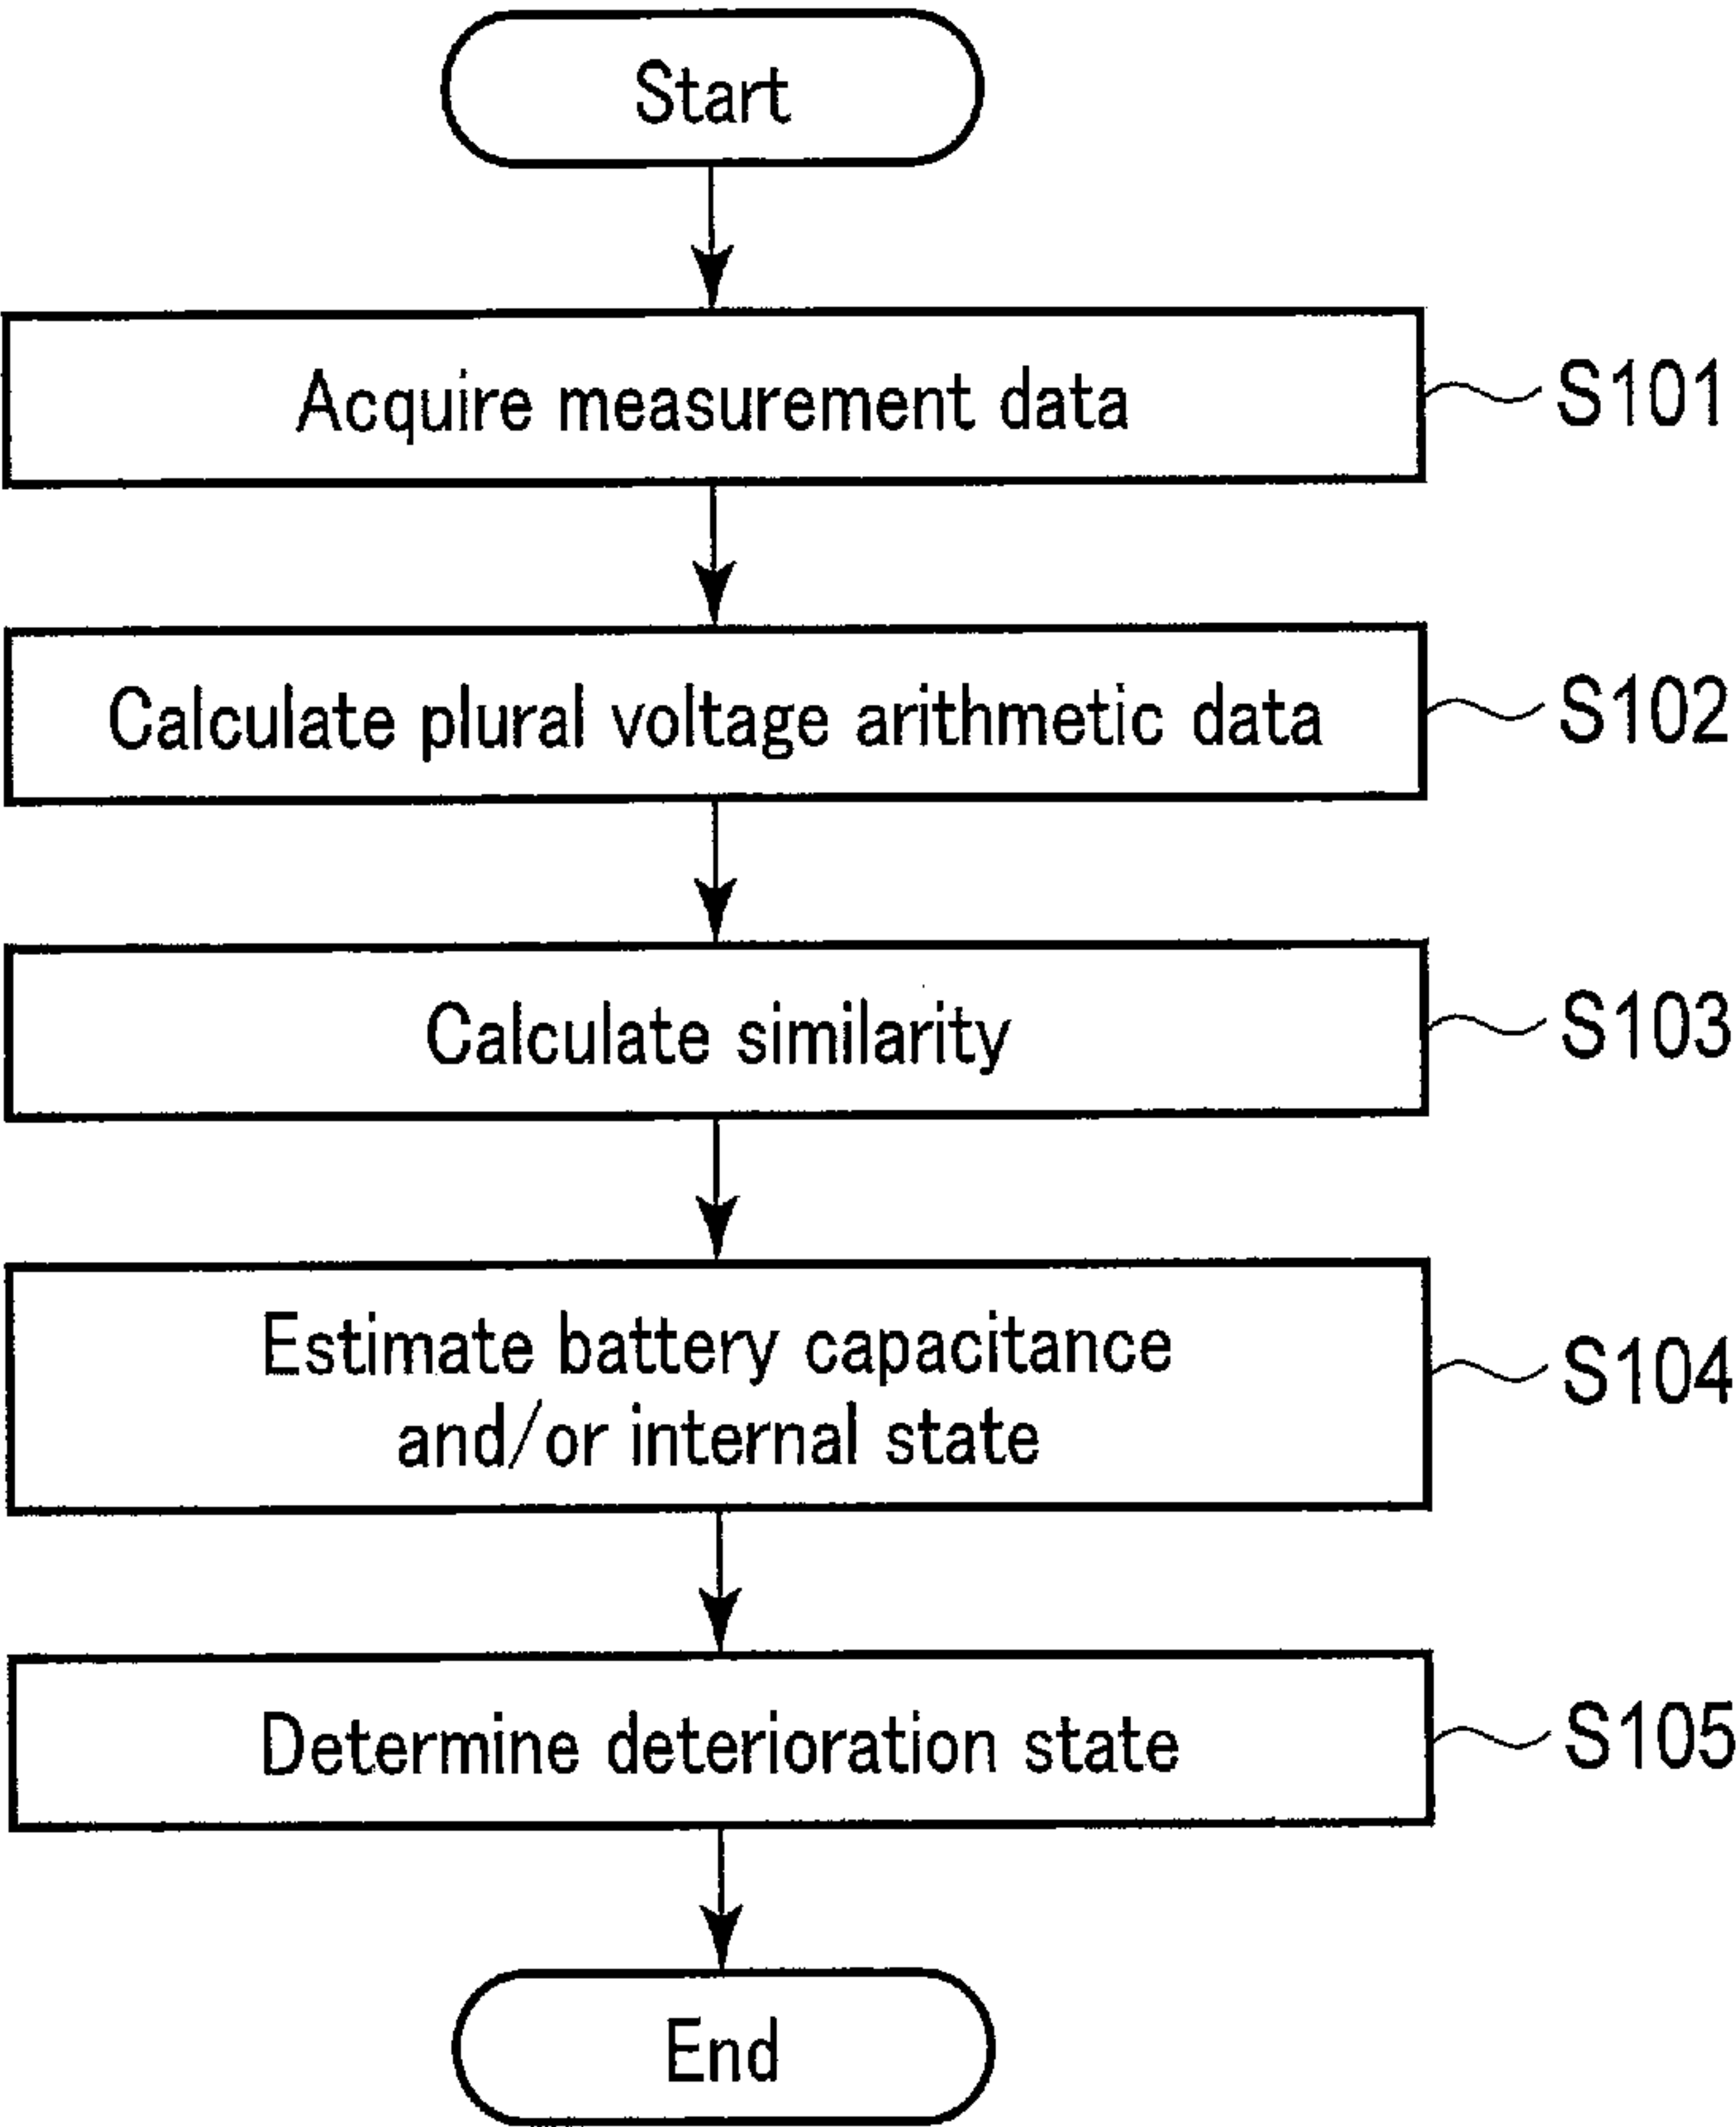 Start
Acquire measurement data
S101
Calculate plural voltage arithmetic data
S102
Calculate similarity
S103
Estimate battery capacitance
and/or internal state
S104
Determine deterioration state
S105
End